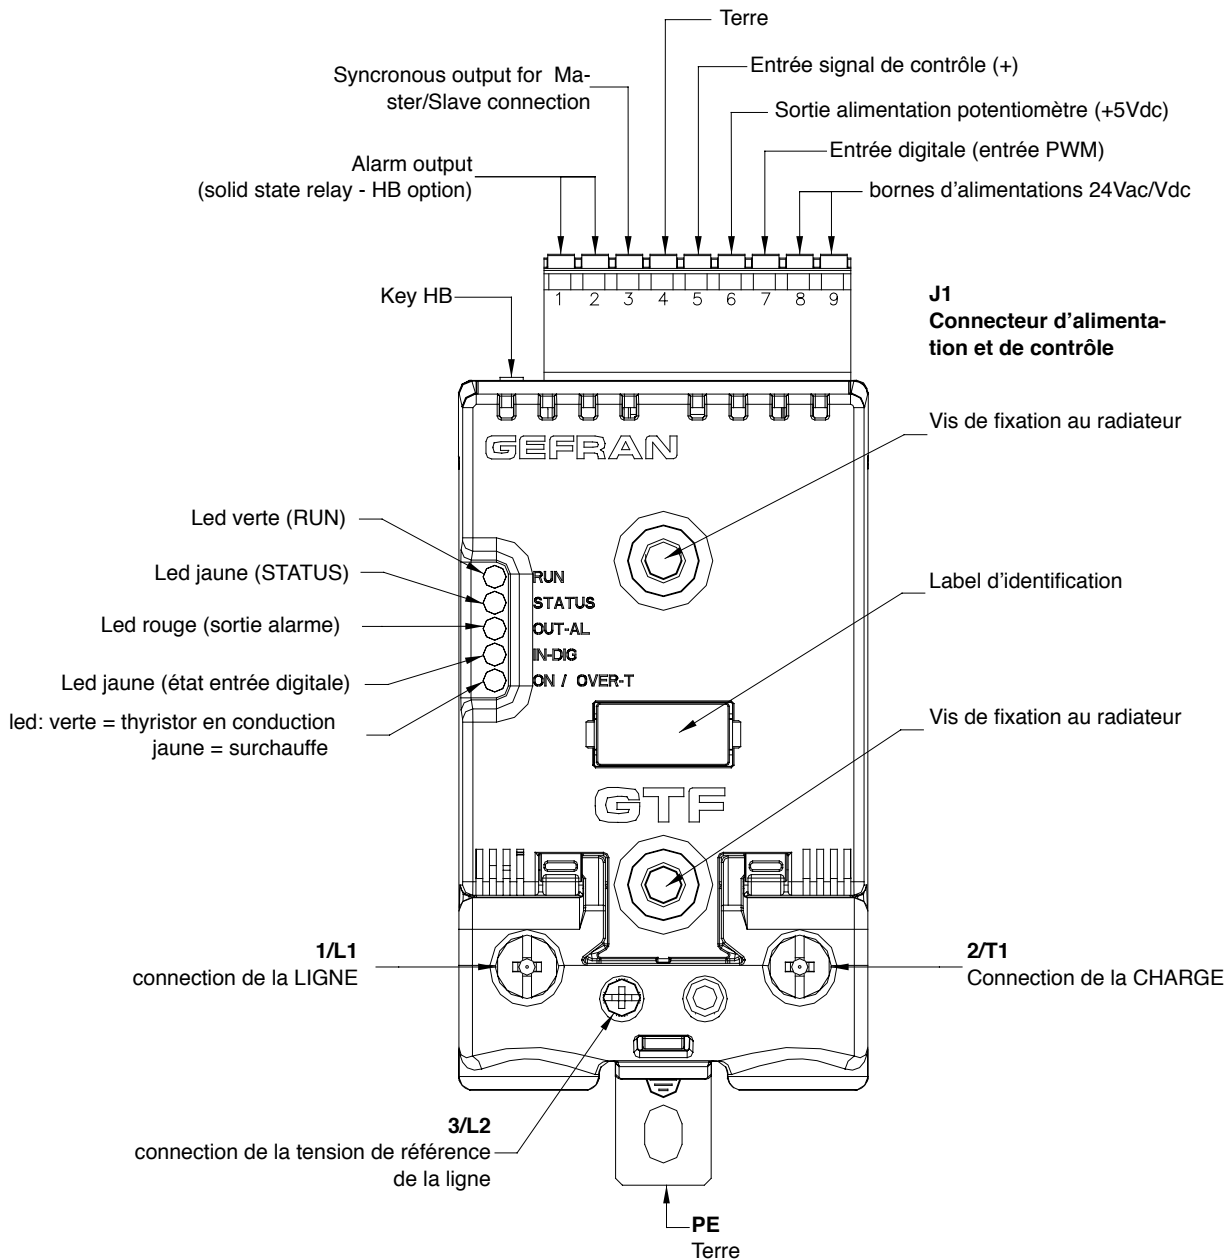 Terre
Syncronous output for  Ma-
ster/Slave connection
Entrée signal de contrôle (+)
Sortie alimentation potentiomètre (+5Vdc)
Alarm output
(solid state relay - HB option)
Entrée digitale (entrée PWM)
bornes d’alimentations 24Vac/Vdc
Key HB
1 2 3 4 5 6 7 8 9
J1
Connecteur d’alimenta-
tion et de contrôle
Vis de fixation au radiateur
GEFRAN
Led verte (RUN)
Led jaune (STATUS)
Led rouge (sortie alarme)
Led jaune (état entrée digitale)
led: verte = thyristor en conduction
jaune = surchauffe
RUN
STATUS
OUT-AL
IN-DIG
ON / OVER-T
Label d’identification
Vis de fixation au radiateur
GTF
1/L1
connection de la LIGNE
2/T1
Connection de la CHARGE
3/L2
connection de la tension de référence
de la ligne
PE
Terre